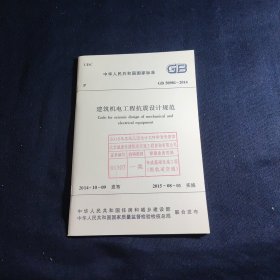 UDC
GB
中华人民共和国国家标准
P
GB 50981-2014
建筑机电工程抗震设计规范
Code for seismic design of mechanical and
electrical equipment
2014-10-09 发布
2015-08-01 实施
中华人民共和国住房和城乡建设部
中华人民共和国国家质量监督检验检疫总局
联合发布